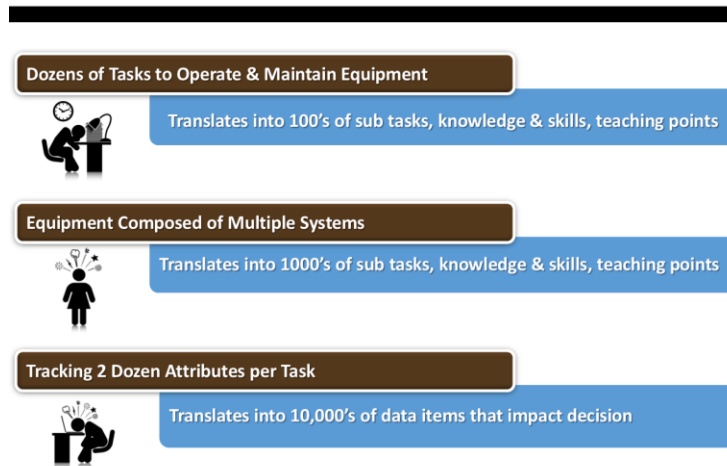 Dozens of Tasks to Operate & Maintain Equipment
Translates into 100's of sub tasks, knowledge & skills, teaching points
Equipment Composed of Multiple Systems
Translates into 1000's of sub tasks, knowledge & skills, teaching points
Tracking 2 Dozen Attributes per Task
Translates into 10,000's of data items that impact decision